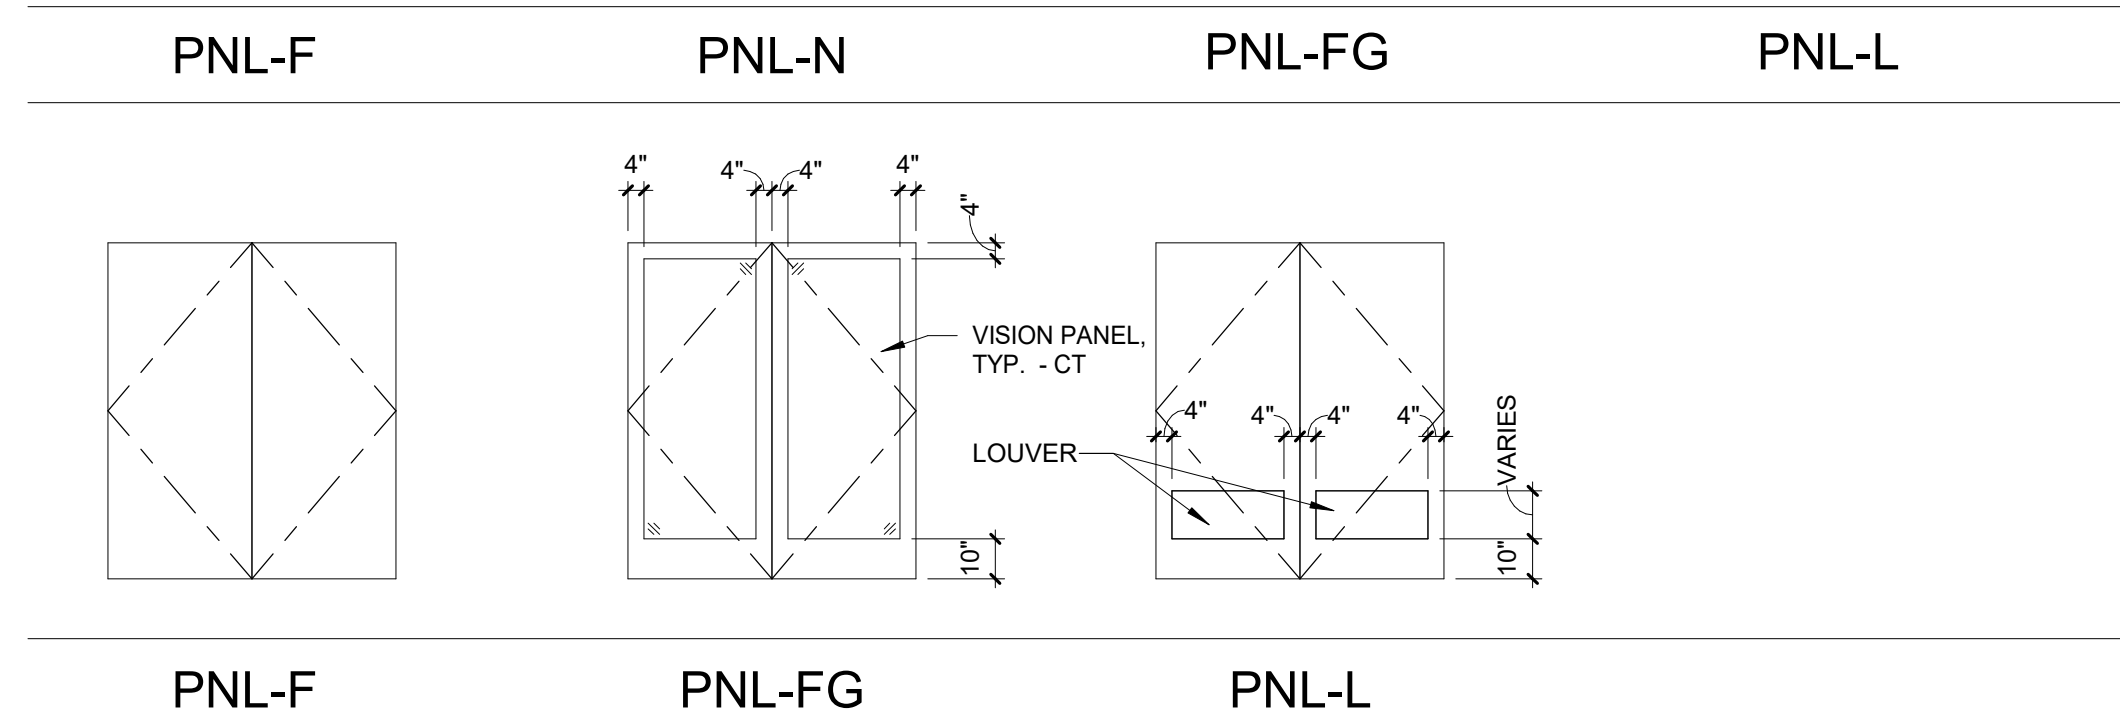 PNL-F PNL-N PNL-FG PNL-L
4" 4" 4" 4"
4"
VISION PANEL,
TYP. - CT
4" 4" 4" 4"
VARIES
LOUVER
10" 10"
PNL-F PNL-FG PNL-L